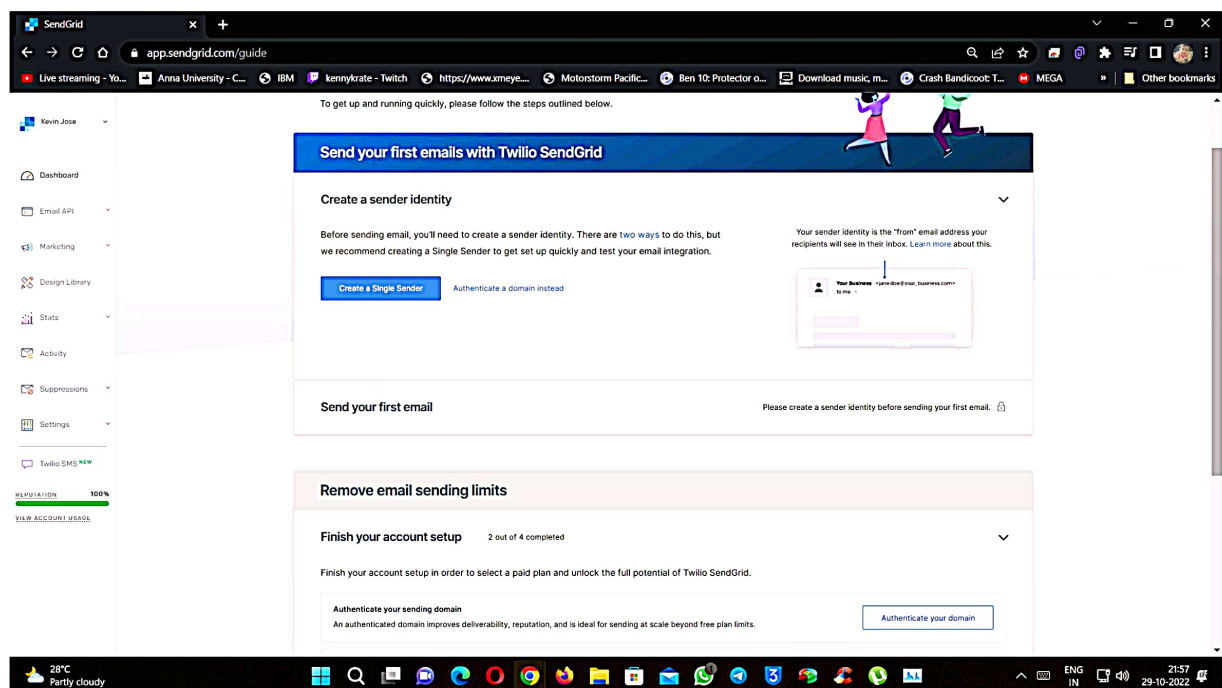 SendGrid
app.sendgrid.com/guide
Live streaming - Yo... Anna University - C... IBM kennykrate - Twitch https://www.xmeye.... Motorstorm Pacific... Ben 10: Protector o... Download music, m... Crash Bandicoot: T... MEGA » Other bookmarks
To get up and running quickly, please follow the steps outlined below.
Kevin Jose
Dashboard
Email API
Marketing
Design Library
Stats
Activity
Suppressions
Settings
Twilio SMS NEW
REPUTATION 100%
VIEW ACCOUNT USAGE
Send your first emails with Twilio SendGrid
Create a sender identity
Before sending email, you'll need to create a sender identity. There are two ways to do this, but
we recommend creating a Single Sender to get set up quickly and test your email integration.
Create a Single Sender Authenticate a domain instead
Your sender identity is the "from" email address your
recipients will see in their inbox. Learn more about this.
Your Business <jane.doe@your_business.com>
to me
Send your first email Please create a sender identity before sending your first email.
Remove email sending limits
Finish your account setup 2 out of 4 completed
Finish your account setup in order to select a paid plan and unlock the full potential of Twilio SendGrid.
Authenticate your sending domain
An authenticated domain improves deliverability, reputation, and is ideal for sending at scale beyond free plan limits.
Authenticate your domain
28°C
Partly cloudy
ENG
IN
21:57
29-10-2022